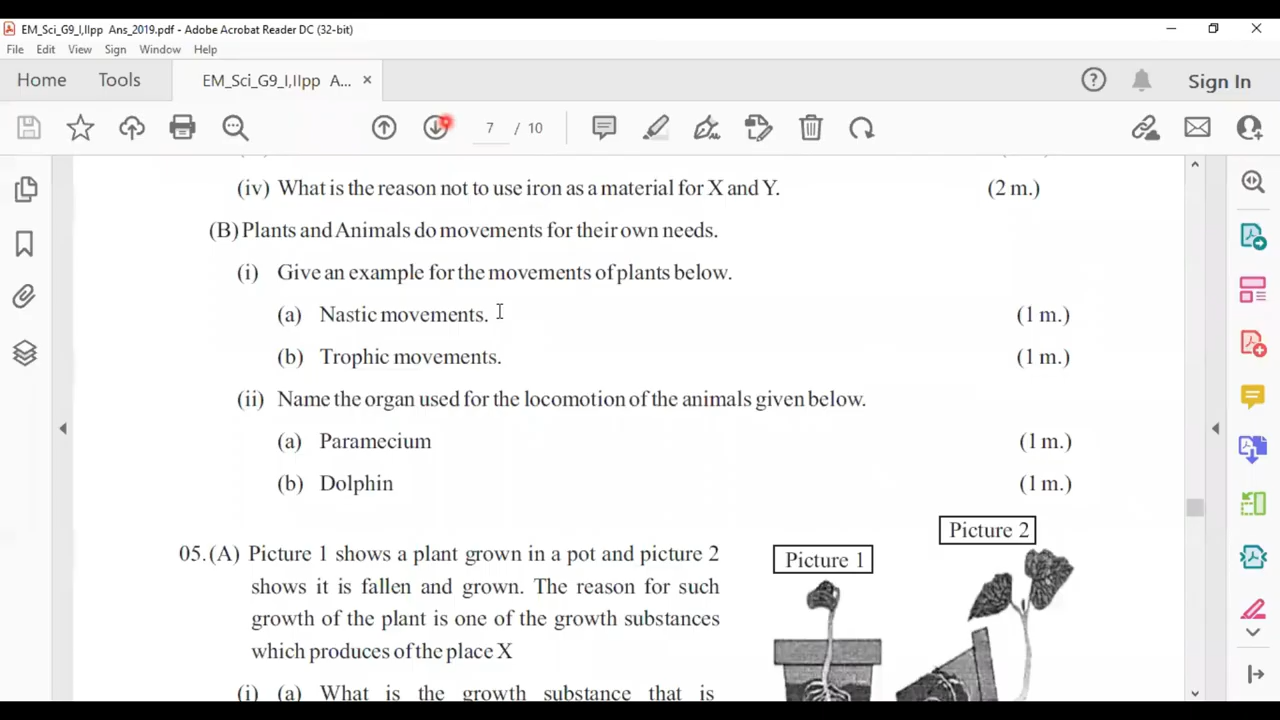 EM_Sci_G9_I,IIpp Ans_2019.pdf - Adobe Acrobat Reader DC (32-bit)
File Edit View Sign Window Help
Home Tools EM_Sci_G9_I,IIpp A... × Sign In
7 / 10
(iv) What is the reason not to use iron as a material for X and Y. (2 m.)
(B) Plants and Animals do movements for their own needs.
(i) Give an example for the movements of plants below.
(a) Nastic movements. (1 m.)
(b) Trophic movements. (1 m.)
(ii) Name the organ used for the locomotion of the animals given below.
(a) Paramecium (1 m.)
(b) Dolphin (1 m.)
Picture 2
05. (A) Picture 1 shows a plant grown in a pot and picture 2
Picture 1
shows it is fallen and grown. The reason for such
growth of the plant is one of the growth substances
which produces of the place X
(i) (a) What is the growth substance that is